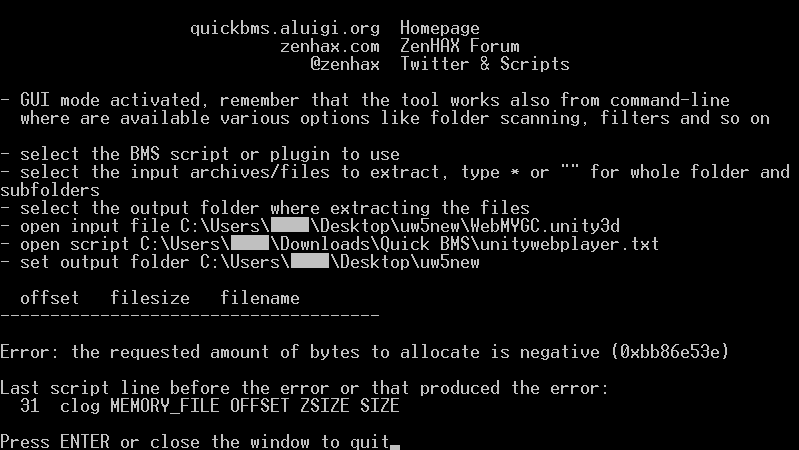 quickbms.aluigi.org Homepage
zenhax.com ZenHAX Forum
@zenhax Twitter & Scripts
- GUI mode activated, remember that the tool works also from command-line
where are available various options like folder scanning, filters and so on
- select the BMS script or plugin to use
- select the input archives/files to extract, type * or "" for whole folder and
subfolders
- select the output folder where extracting the files
- open input file C:\Users\ \Desktop\uw5new\WebMYGC.unity3d
- open script C:\Users\ \Downloads\Quick BMS\unitywebplayer.txt
- set output folder C:\Users\ \Desktop\uw5new
offset filesize filename
--------------------------------------
Error: the requested amount of bytes to allocate is negative (0xbb86e53e)
Last script line before the error or that produced the error:
31 clog MEMORY_FILE OFFSET ZSIZE SIZE
Press ENTER or close the window to quit_